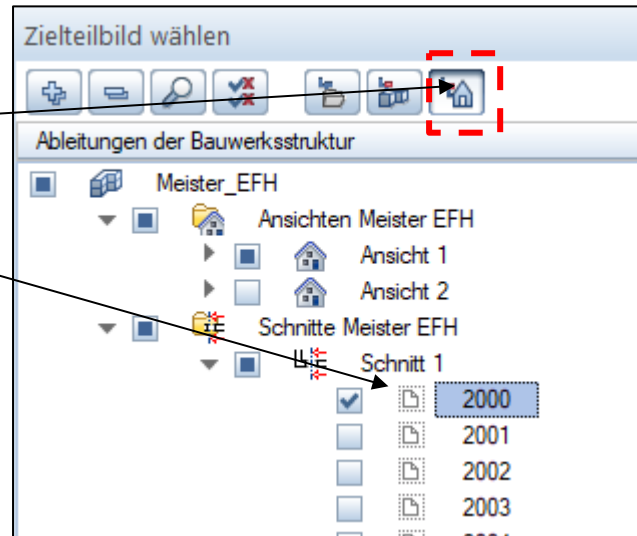 Zielteilbild wählen
Ableitungen der Bauwerksstruktur
Meister_EFH
Ansichten Meister EFH
Ansicht 1
Ansicht 2
Schnitte Meister EFH
Schnitt 1
2000
2001
2002
2003